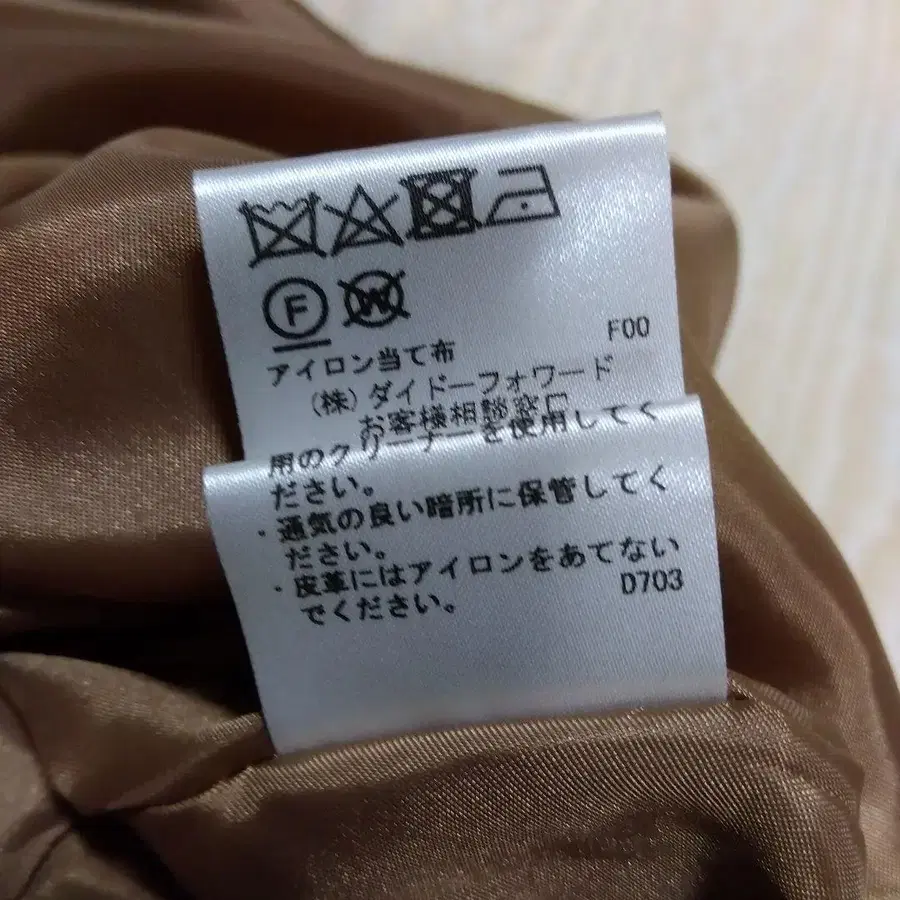 F
W
F00
アイロン当て布
(株)ダイドーフォワード
お客様相談窓口
用のクリーナーを使用してく
ださい。
・通気の良い暗所に保管してく
ださい。
・皮革にはアイロンをあてない
でください。
D703